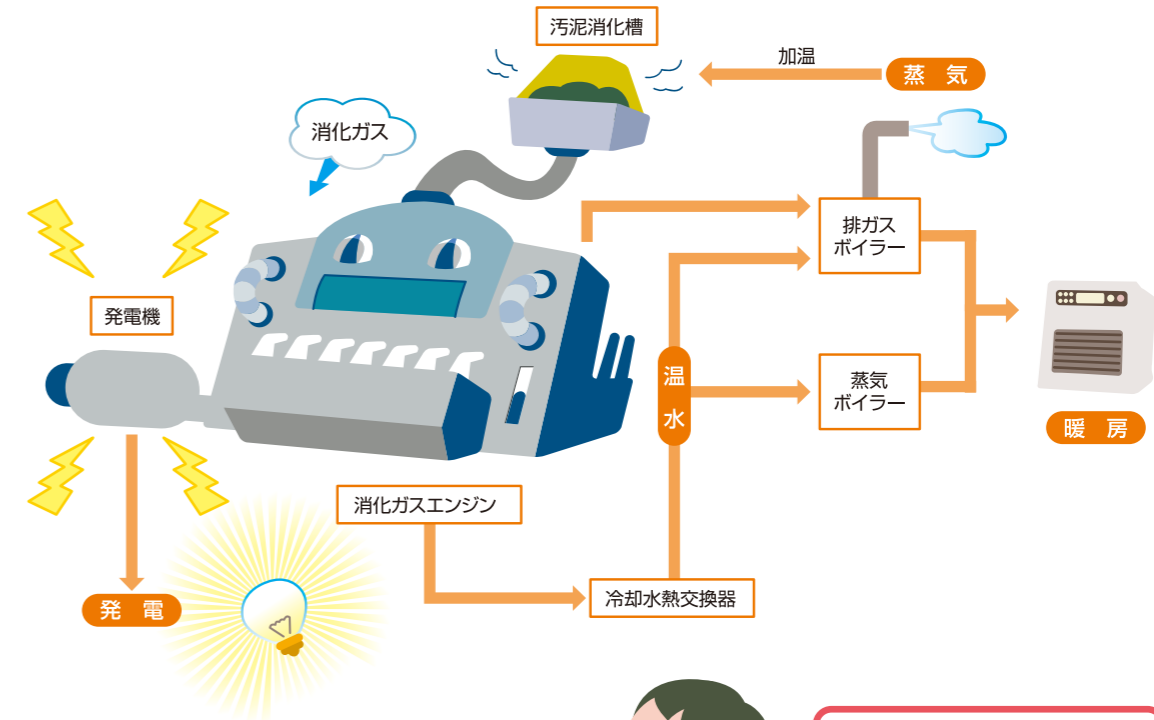 汚泥消化槽
加温
蒸 気
消化ガス
排ガス
ボイラー
発電機
温
水
蒸気
ボイラー
暖 房
消化ガスエンジン
冷却水熱交換器
発 電